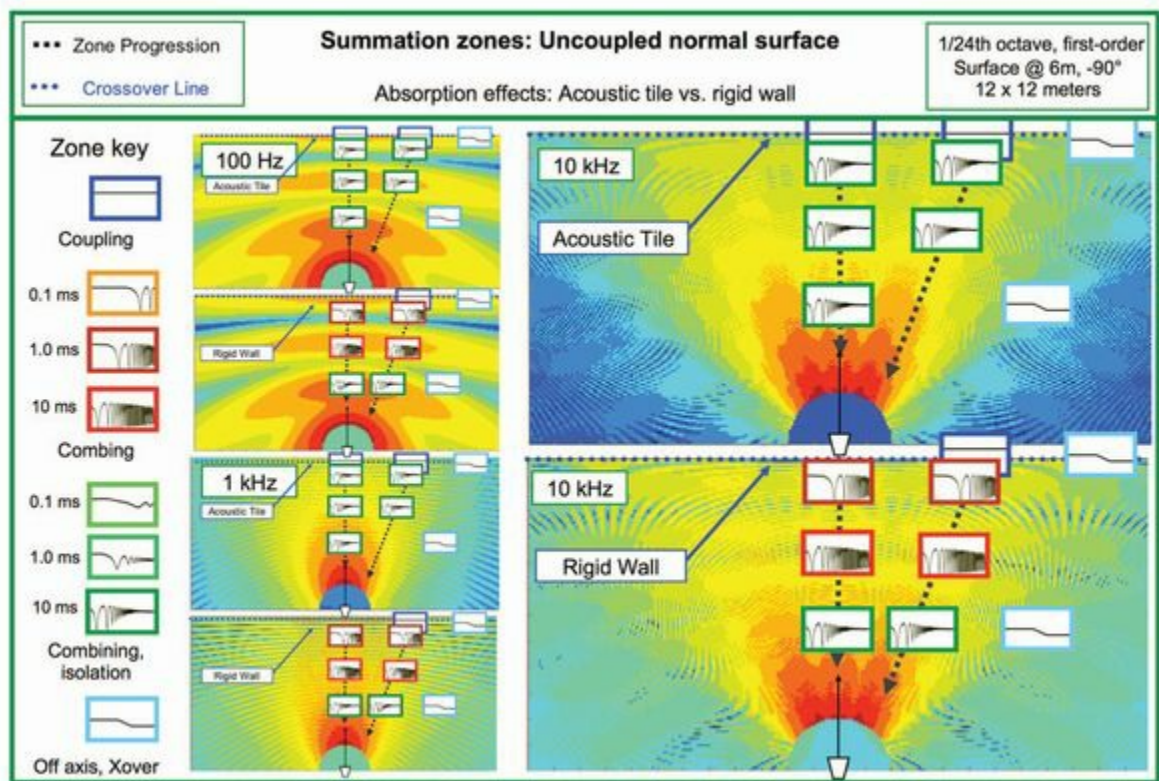 Zone Progression
Crossover Line
Summation zones: Uncoupled normal surface
Absorption effects: Acoustic tile vs. rigid wall
1/24th octave, first-order
Surface @ 6m, -90°
12 x 12 meters
Zone key
Coupling
0.1 ms
1.0 ms
10 ms
Combing
0.1 ms
1.0 ms
10 ms
Combining,
isolation
Off axis, Xover
100 Hz
Acoustic Tile
Rigid Wall
1 kHz
Acoustic Tile
Rigid Wall
10 kHz
Acoustic Tile
10 kHz
Rigid Wall